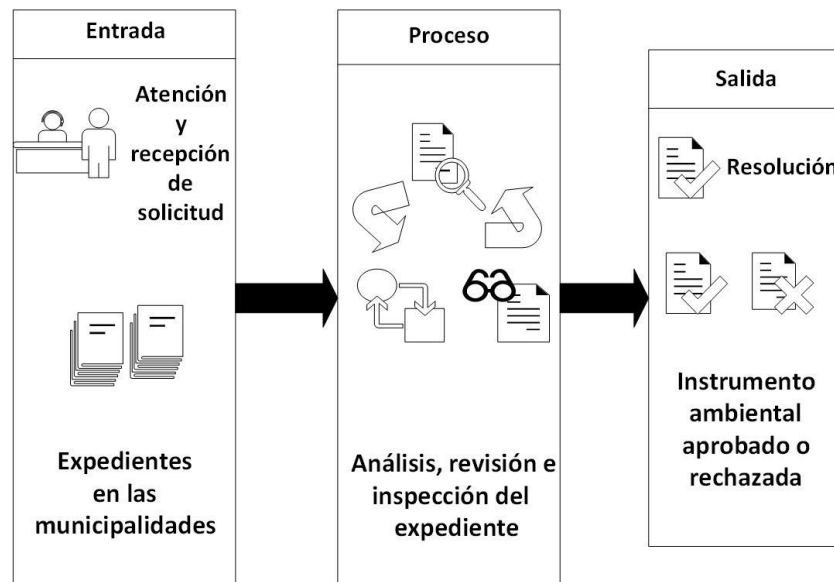 Entrada
Atención
y
recepción
de
solicitud
Expedientes
en las
municipalidades
Proceso
Análisis, revisión e
inspección del
expediente
Salida
Resolución
Instrumento
ambiental
aprobado o
rechazada